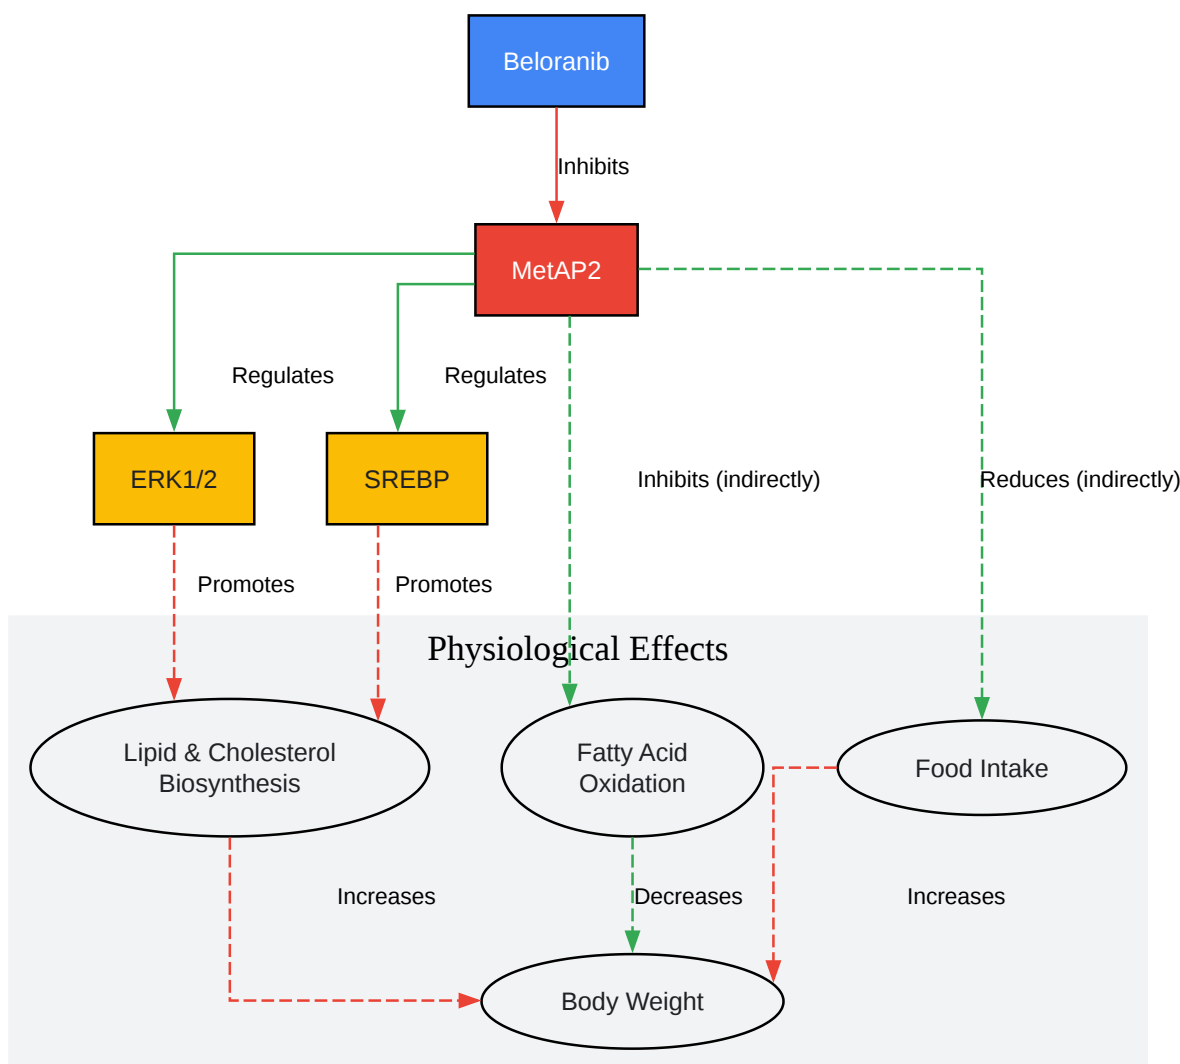 Beloranib
Inhibits
MetAP2
Regulates
Regulates
ERK1/2
SREBP
Inhibits (indirectly)
Reduces (indirectly)
Promotes
Promotes
Physiological Effects
Lipid & Cholesterol
Biosynthesis
Fatty Acid
Oxidation
Food Intake
Increases
Decreases
Increases
Body Weight